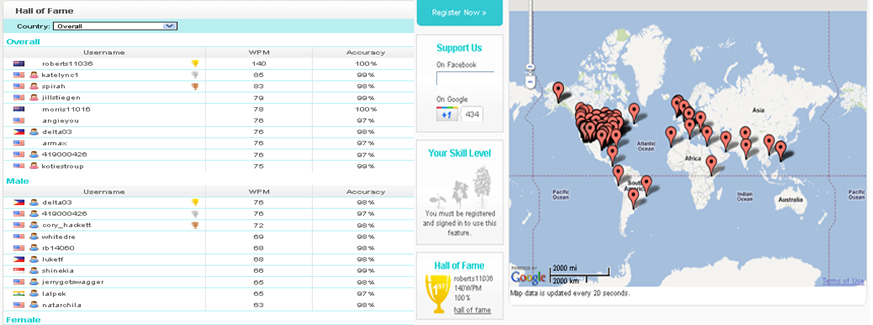 Hall of Fame
Country: Overall
Overall
Username WPM Accuracy
roberts11036 140 100%
katelync1 85 99%
spirah 83 98%
jillstiegen 79 99%
morris11016 78 100%
angieyou 76 97%
delta03 76 98%
armax 76 97%
419000426 76 97%
kotiestroup 75 99%
Male
Username WPM Accuracy
delta03 76 98%
419000426 76 97%
cory_hackett 72 98%
whitedre 69 98%
rb14060 68 98%
luketf 68 98%
shinekia 66 99%
jerrygotswagger 65 98%
lalpek 65 97%
natarchila 63 98%
Female
Register Now »
Support Us
On Facebook
On Google
+1 434
Your Skill Level
You must be registered
and signed in to use this
feature.
Hall of Fame
1st
roberts11036
140WPM
100%
hall of fame
Asia
Atlantic
Ocean
Africa
South
America
Pacific
Ocean
Indian
Ocean
Australia
Pacific
Ocean
POWERED BY
Google
2000 mi
2000 km
Terms of Use
Map data is updated every 20 seconds.